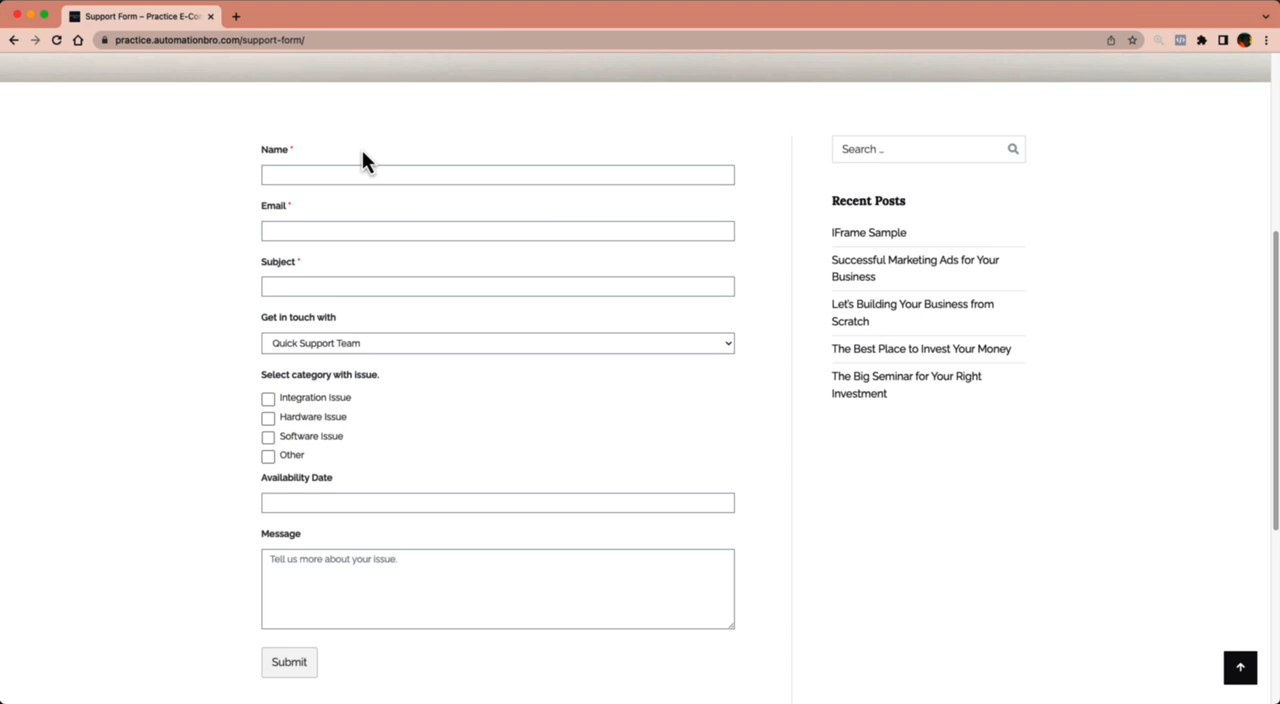 Support Form – Practice E-Co
practice.automationbro.com/support-form/
Name *
Email *
Subject *
Get in touch with
Quick Support Team
Select category with issue.
Integration Issue
Hardware Issue
Software Issue
Other
Availability Date
Message
Tell us more about your issue.
Submit
Search …
Recent Posts
IFrame Sample
Successful Marketing Ads for Your
Business
Let's Building Your Business from
Scratch
The Best Place to Invest Your Money
The Big Seminar for Your Right
Investment